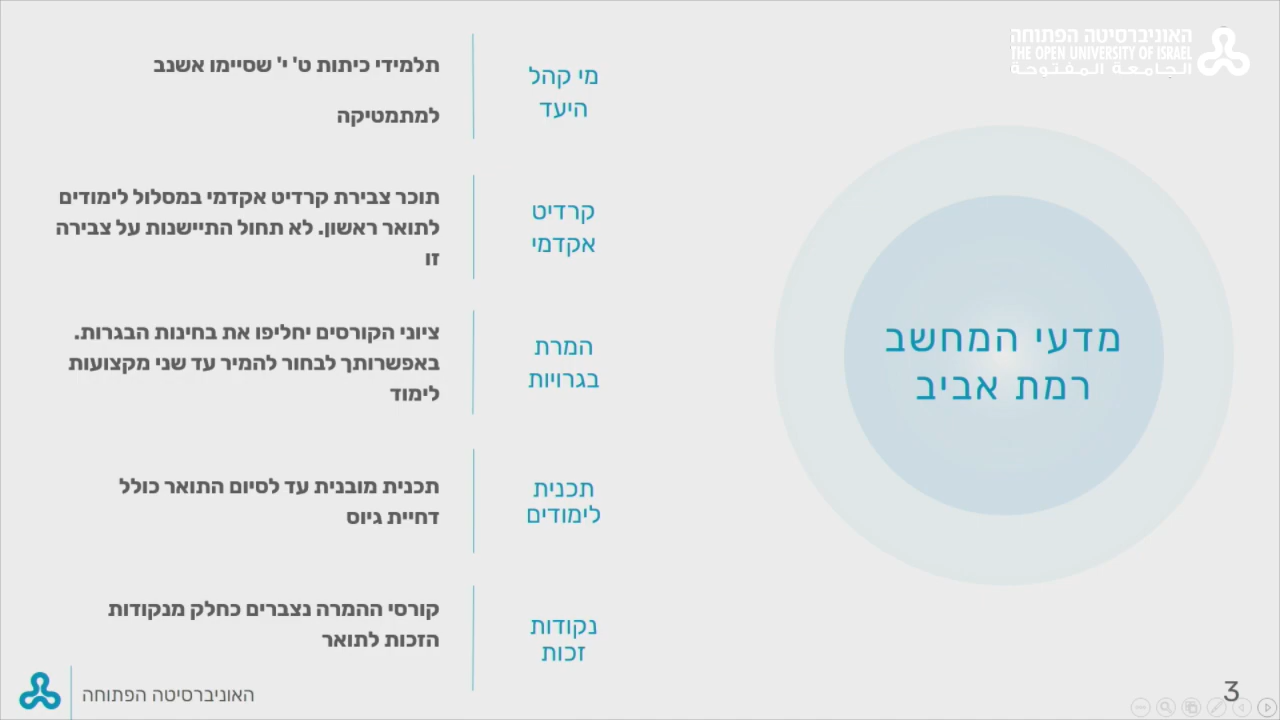 האוניברסיטה הפתוחה
THE OPEN UNIVERSITY OF ISRAEL
الجامعة المفتوحة
מדעי המחשב
רמת אביב
מי קהל
היעד
תלמידי כיתות ט' י' שסיימו אשנב
למתמטיקה
קרדיט
אקדמי
תוכר צבירת קרדיט אקדמי במסלול לימודים
לתואר ראשון. לא תחול התיישנות על צבירה
זו
המרת
בגרויות
ציוני הקורסים יחליפו את בחינות הבגרות.
באפשרותך לבחור להמיר עד שני מקצועות
לימוד
תכנית
לימודים
תכנית מובנית עד לסיום התואר כולל
דחיית גיוס
נקודות
זכות
קורסי ההמרה נצברים כחלק מנקודות
הזכות לתואר
האוניברסיטה הפתוחה
3